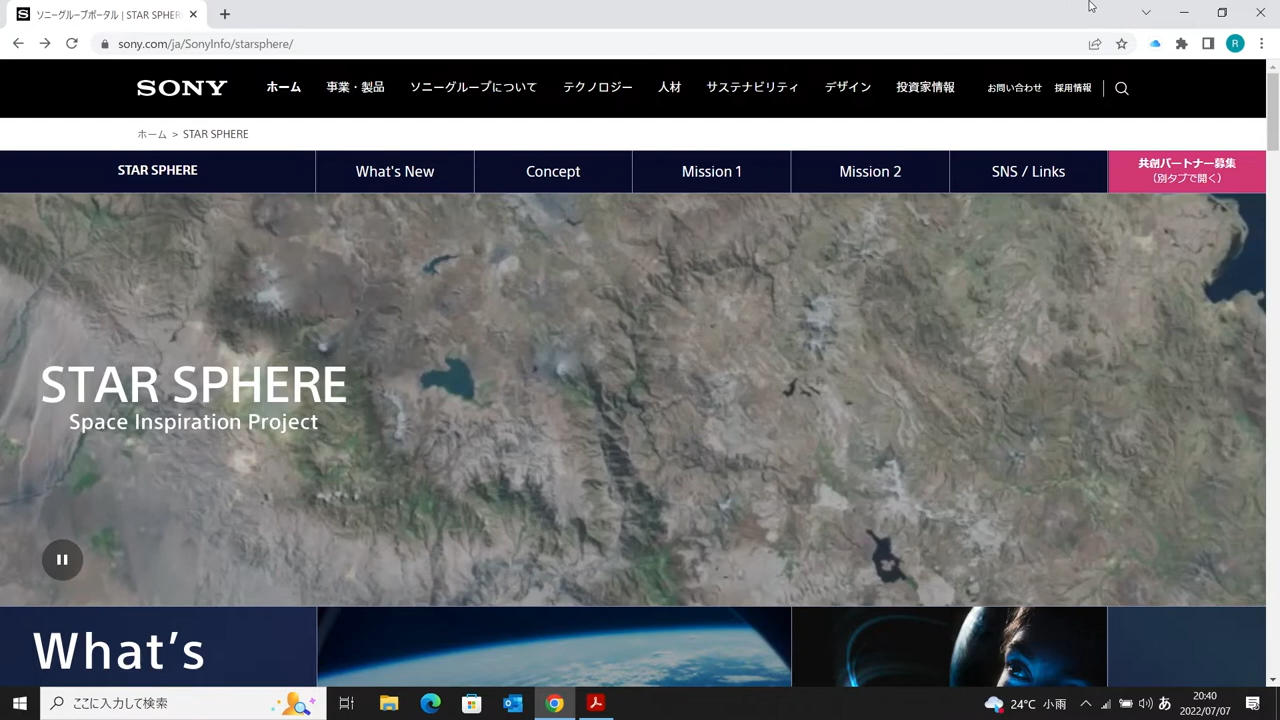 ソニーグループポータル | STAR SPHER
sony.com/ja/SonyInfo/starsphere/
R
SONY
ホーム
事業・製品
ソニーグループについて
テクノロジー
人材
サステナビリティ
デザイン
投資家情報
お問い合わせ
採用情報
ホーム > STAR SPHERE
STAR SPHERE
What's New
Concept
Mission 1
Mission 2
SNS / Links
共創パートナー募集
（別タブで開く）
STAR SPHERE
Space Inspiration Project
What's
ここに入力して検索
24°C 小雨
あ
20:40
2022/07/07